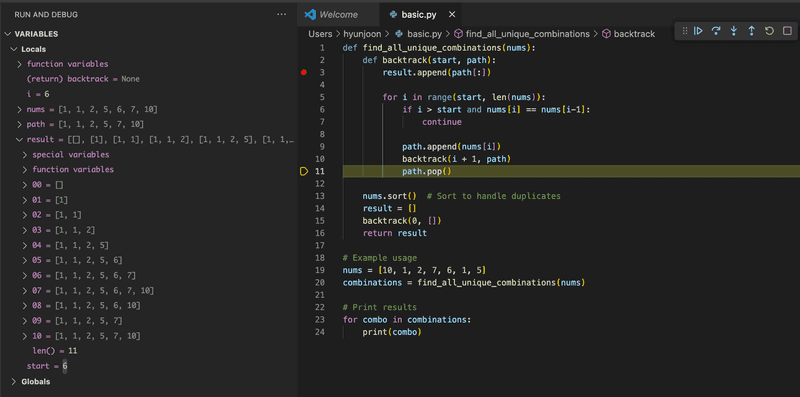 RUN AND DEBUG
VARIABLES
Locals
function variables
(return) backtrack = None
i = 6
nums = [1, 1, 2, 5, 6, 7, 10]
path = [1, 1, 2, 5, 7, 10]
result = [[], [1], [1, 1], [1, 1, 2], [1, 1, 2, 5], [1, 1,...
special variables
function variables
00 = []
01 = [1]
02 = [1, 1]
03 = [1, 1, 2]
04 = [1, 1, 2, 5]
05 = [1, 1, 2, 5, 6]
06 = [1, 1, 2, 5, 6, 7]
07 = [1, 1, 2, 5, 6, 7, 10]
08 = [1, 1, 2, 5, 6, 10]
09 = [1, 1, 2, 5, 7]
10 = [1, 1, 2, 5, 7, 10]
len() = 11
start = 6
Globals
Welcome
basic.py
Users > hyunjoon > basic.py > find_all_unique_combinations > backtrack
1 def find_all_unique_combinations(nums):
2 def backtrack(start, path):
3 result.append(path[:])
4
5 for i in range(start, len(nums)):
6 if i > start and nums[i] == nums[i-1]:
7 continue
8
9 path.append(nums[i])
10 backtrack(i + 1, path)
11 path.pop()
12
13 nums.sort() # Sort to handle duplicates
14 result = []
15 backtrack(0, [])
16 return result
17
18 # Example usage
19 nums = [10, 1, 2, 7, 6, 1, 5]
20 combinations = find_all_unique_combinations(nums)
21
22 # Print results
23 for combo in combinations:
24 print(combo)